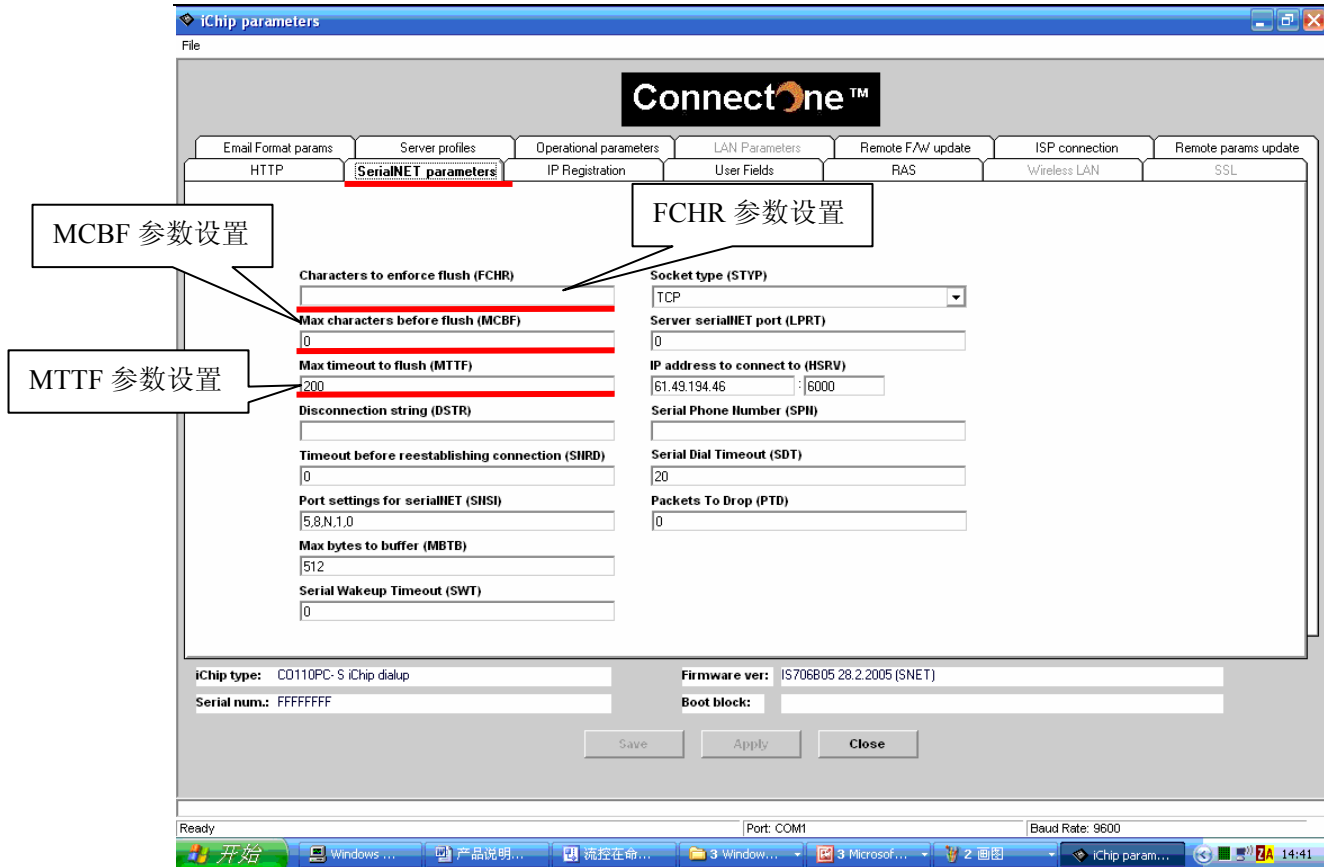 iChip parameters
File
ConnectOne™
Email Format params
Server profiles
Operational parameters
LAN Parameters
Remote F/W update
ISP connection
Remote params update
HTTP
SerialNET parameters
IP Registration
User Fields
RAS
Wireless LAN
SSL
MCBF 参数设置
FCHR 参数设置
MTTF 参数设置
Characters to enforce flush (FCHR)
Max characters before flush (MCBF)
0
Max timeout to flush (MTTF)
200
Disconnection string (DSTR)
Timeout before reestablishing connection (SNRD)
0
Port settings for serialNET (SNSI)
5,8,N,1,0
Max bytes to buffer (MBTB)
512
Serial Wakeup Timeout (SWT)
0
Socket type (STYP)
TCP
Server serialNET port (LPRT)
0
IP address to connect to (HSRV)
61.49.194.46 : 6000
Serial Phone Number (SPN)
Serial Dial Timeout (SDT)
20
Packets To Drop (PTD)
0
iChip type: CO110PC- S iChip dialup
Firmware ver: IS706B05 28.2.2005 (SNET)
Serial num.: FFFFFFFF
Boot block:
Save
Apply
Close
Ready
Port: COM1
Baud Rate: 9600
开始
Windows ...
产品说明...
流控在命...
3 Window...
3 Microsof...
2 画图
iChip param...
ZA
14:41